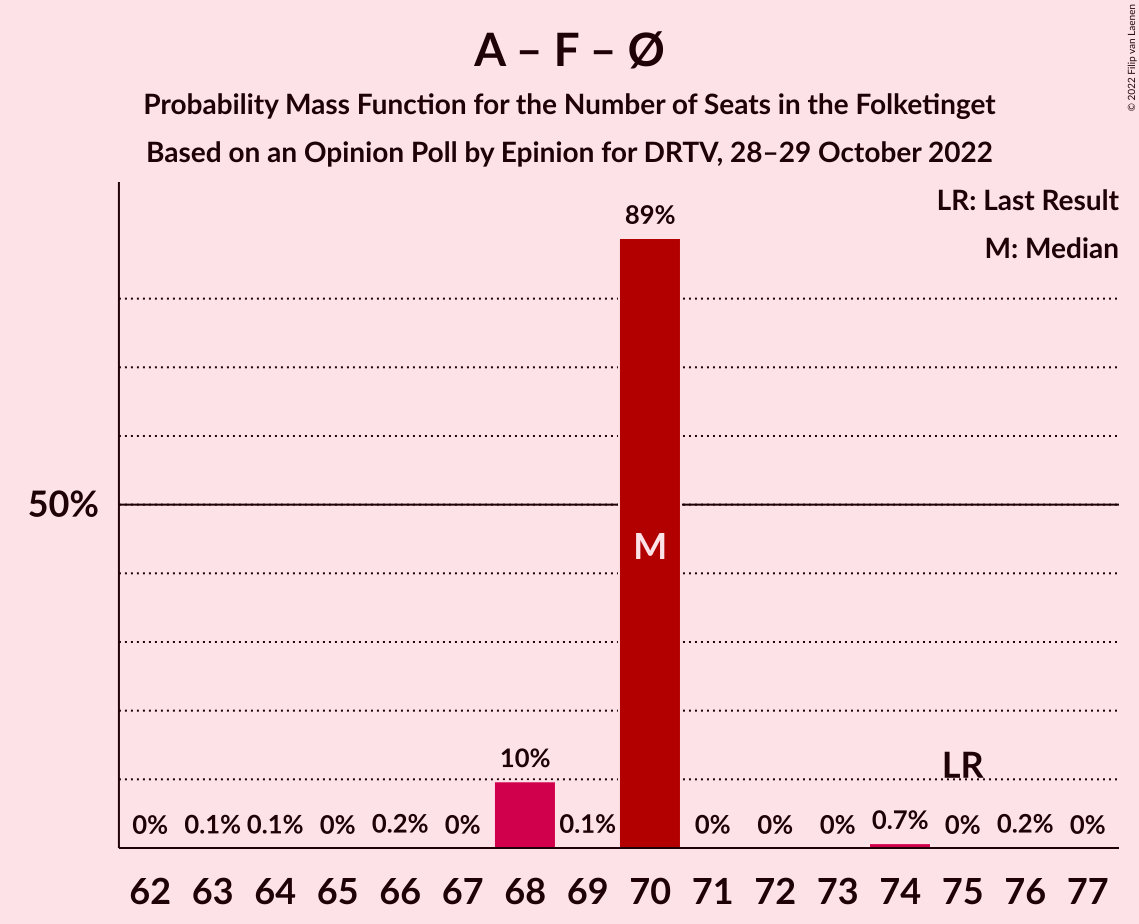 A – F – Ø
Probability Mass Function for the Number of Seats in the Folketinget
Based on an Opinion Poll by Epinion for DRTV, 28–29 October 2022
© 2022 Filip van Laenen
LR: Last Result
M: Median
89%
50%
M
10%
LR
0% 0.1% 0.1% 0% 0.2% 0% 0.1% 0% 0% 0% 0.7% 0% 0.2% 0%
62 63 64 65 66 67 68 69 70 71 72 73 74 75 76 77